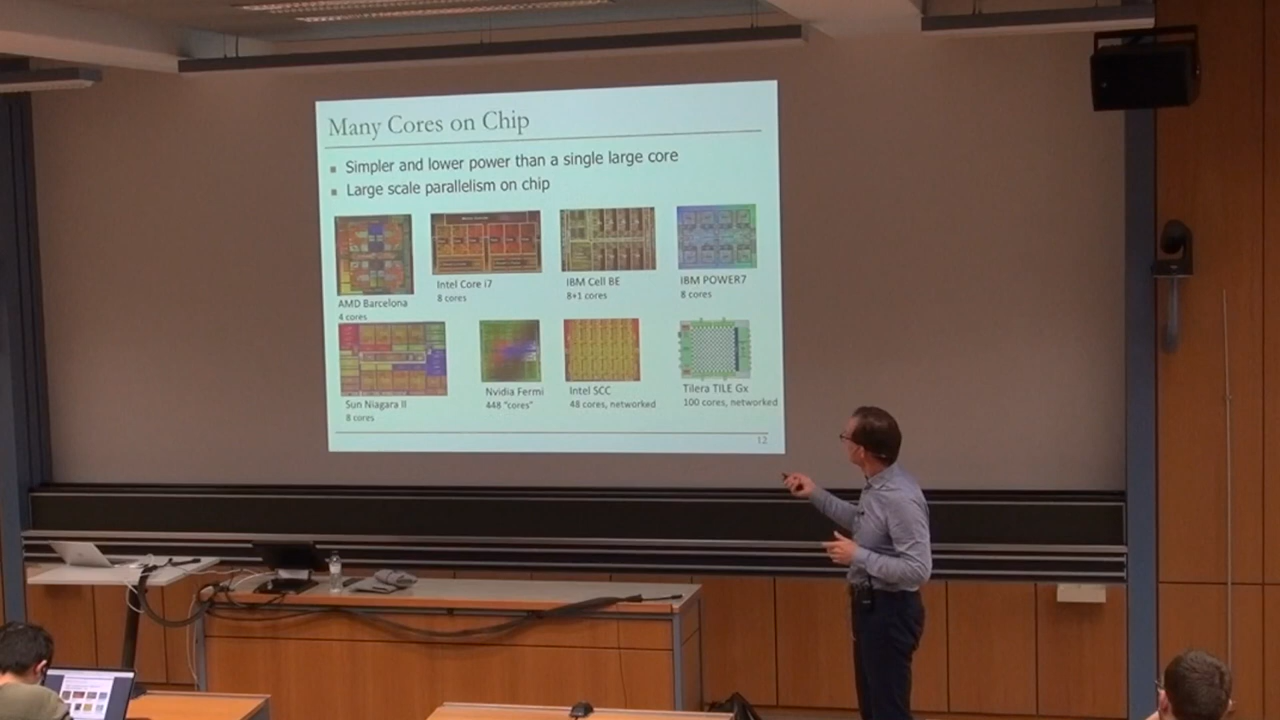 Many Cores on Chip
Simpler and lower power than a single large core
Large scale parallelism on chip
AMD Barcelona
4 cores
Intel Core i7
8 cores
IBM Cell BE
8+1 cores
IBM POWER7
8 cores
Sun Niagara II
8 cores
Nvidia Fermi
448 "cores"
Intel SCC
48 cores, networked
Tilera TILE Gx
100 cores, networked
12